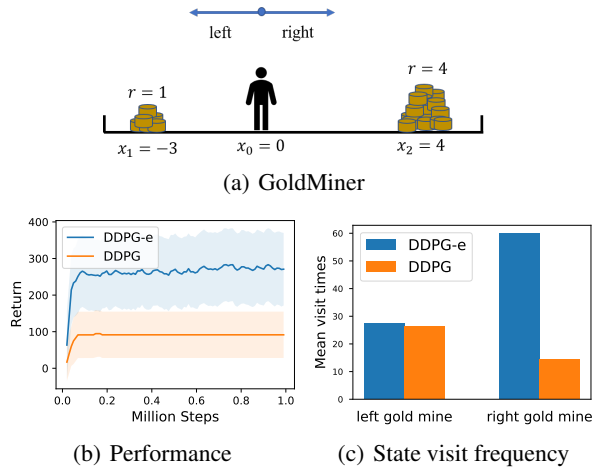 left right
r = 1
r = 4
x₁ = −3 x₀ = 0 x₂ = 4
(a) GoldMiner
400
300
200
100
0
Return
DDPG-e
DDPG
0.0 0.2 0.4 0.6 0.8 1.0
Million Steps
(b) Performance
60
50
40
30
20
10
0
Mean visit times
DDPG-e
DDPG
left gold mine right gold mine
(c) State visit frequency